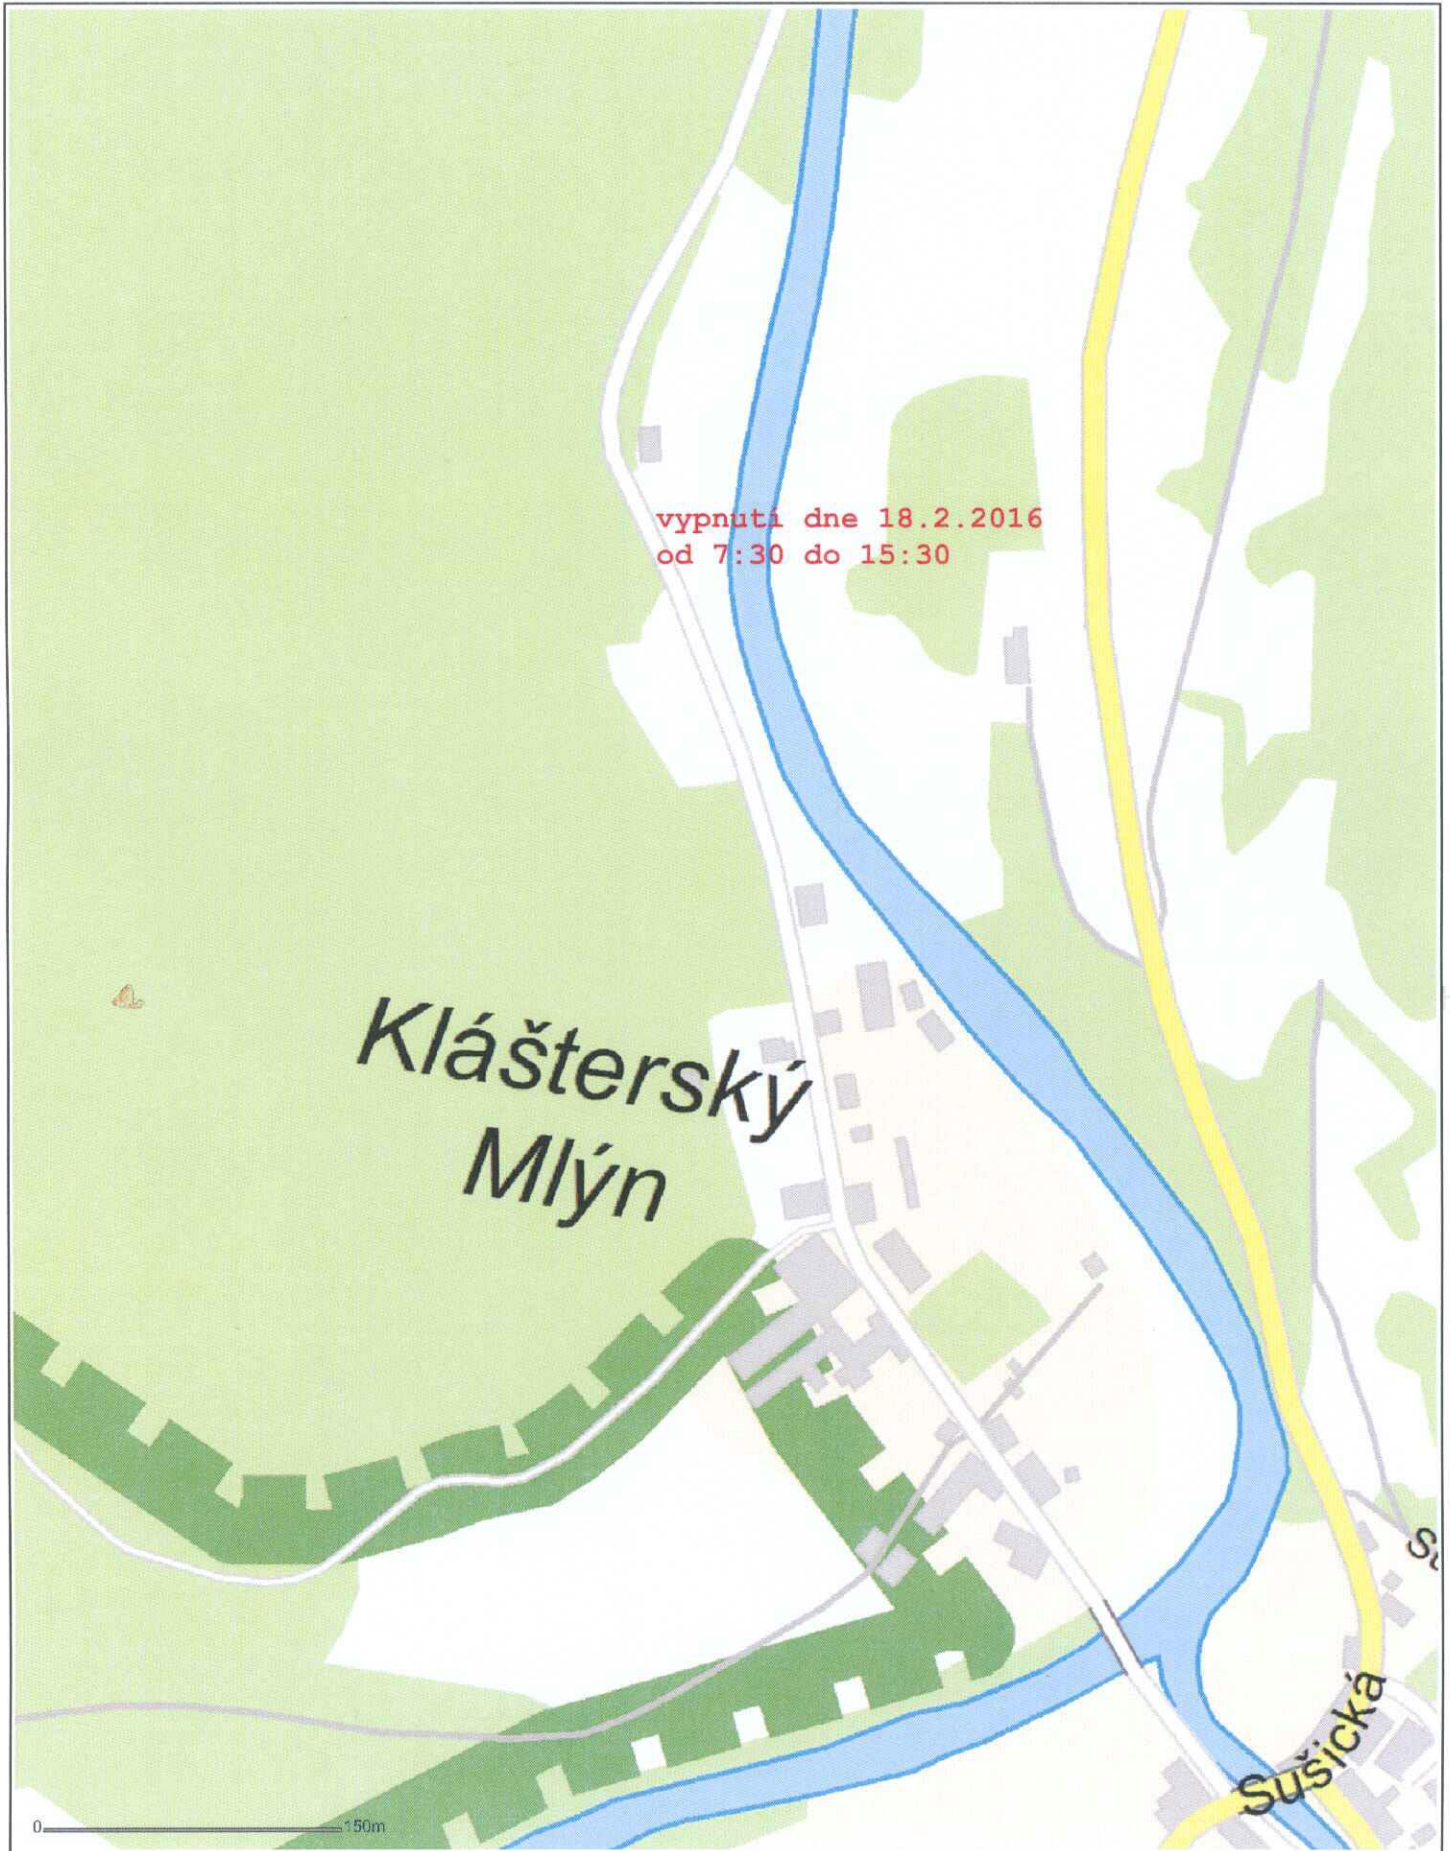 vypnutí dne 18.2.2016
od 7:30 do 15:30
Klášterský
Mlýn
Sušická
0 150m